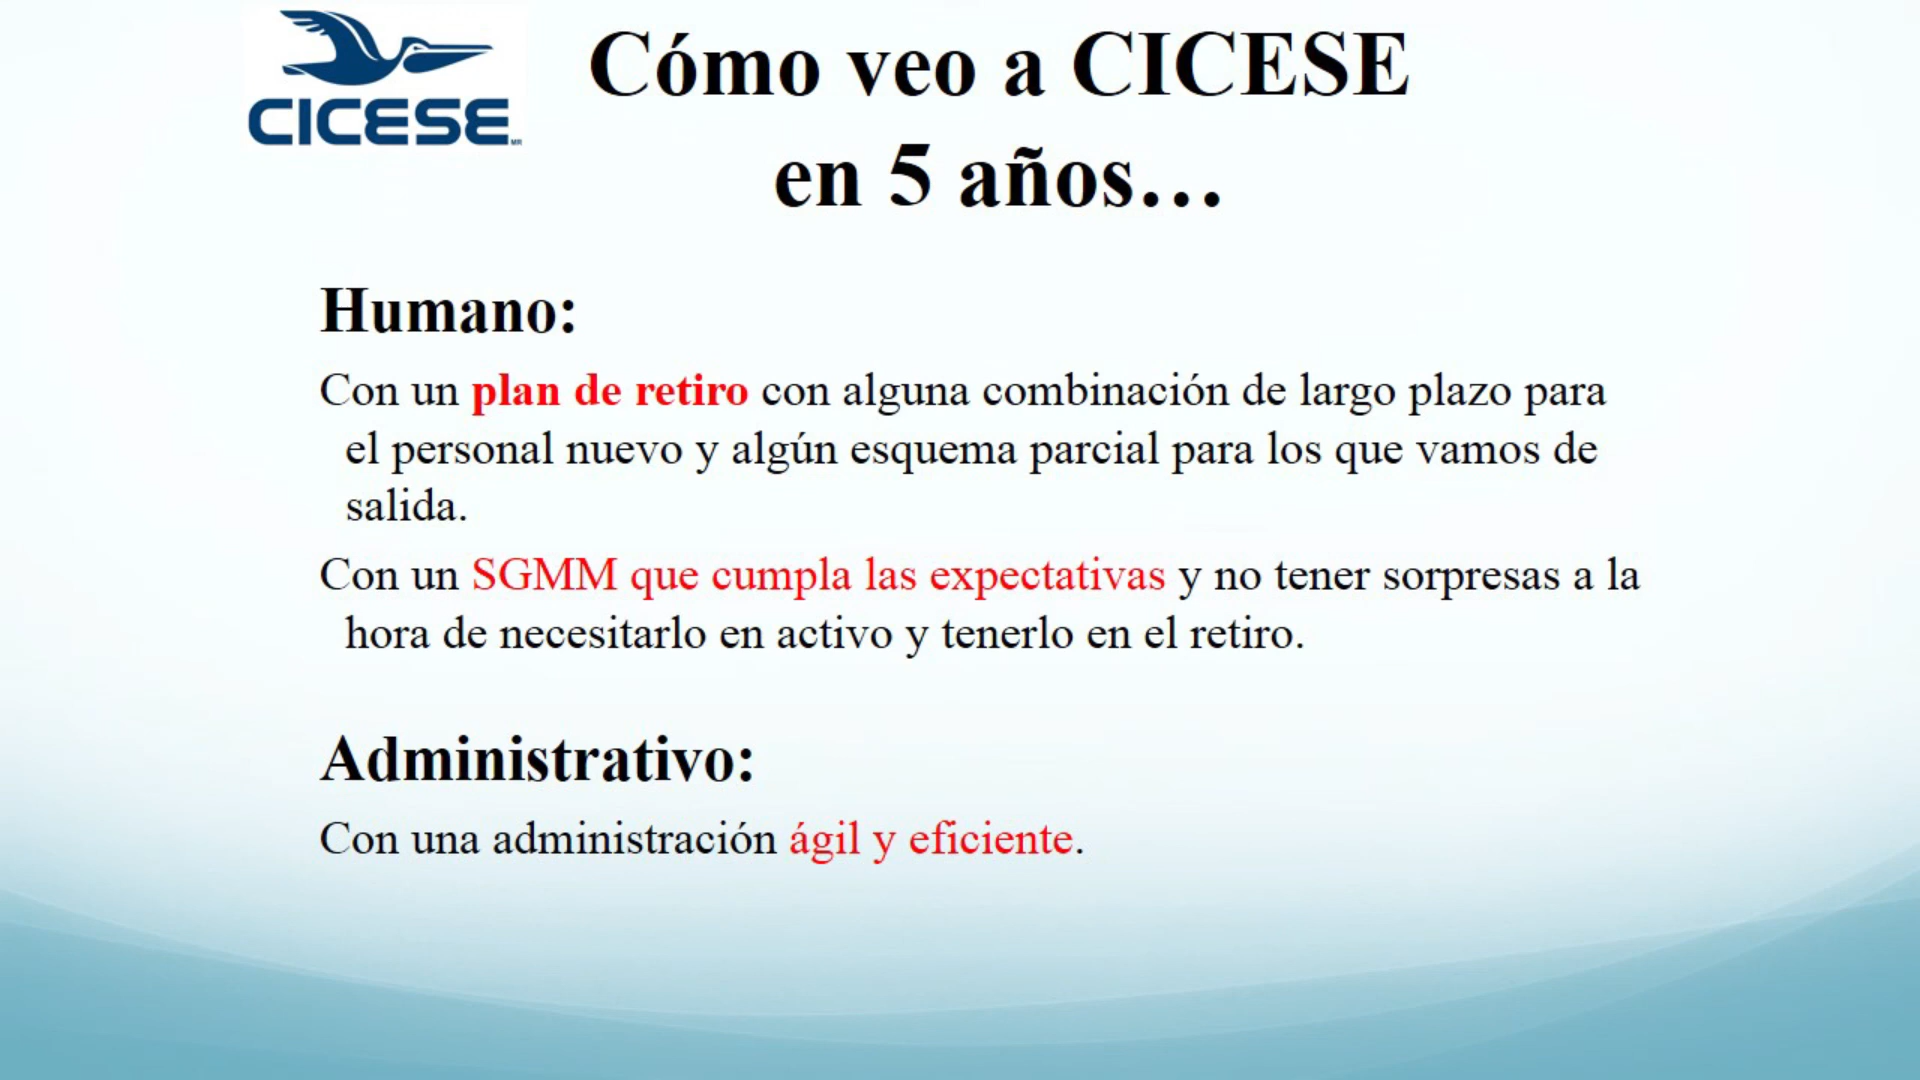 CICESE
MR
Cómo veo a CICESE
en 5 años…
Humano:
Con un plan de retiro con alguna combinación de largo plazo para
el personal nuevo y algún esquema parcial para los que vamos de
salida.
Con un SGMM que cumpla las expectativas y no tener sorpresas a la
hora de necesitarlo en activo y tenerlo en el retiro.
Administrativo:
Con una administración ágil y eficiente.